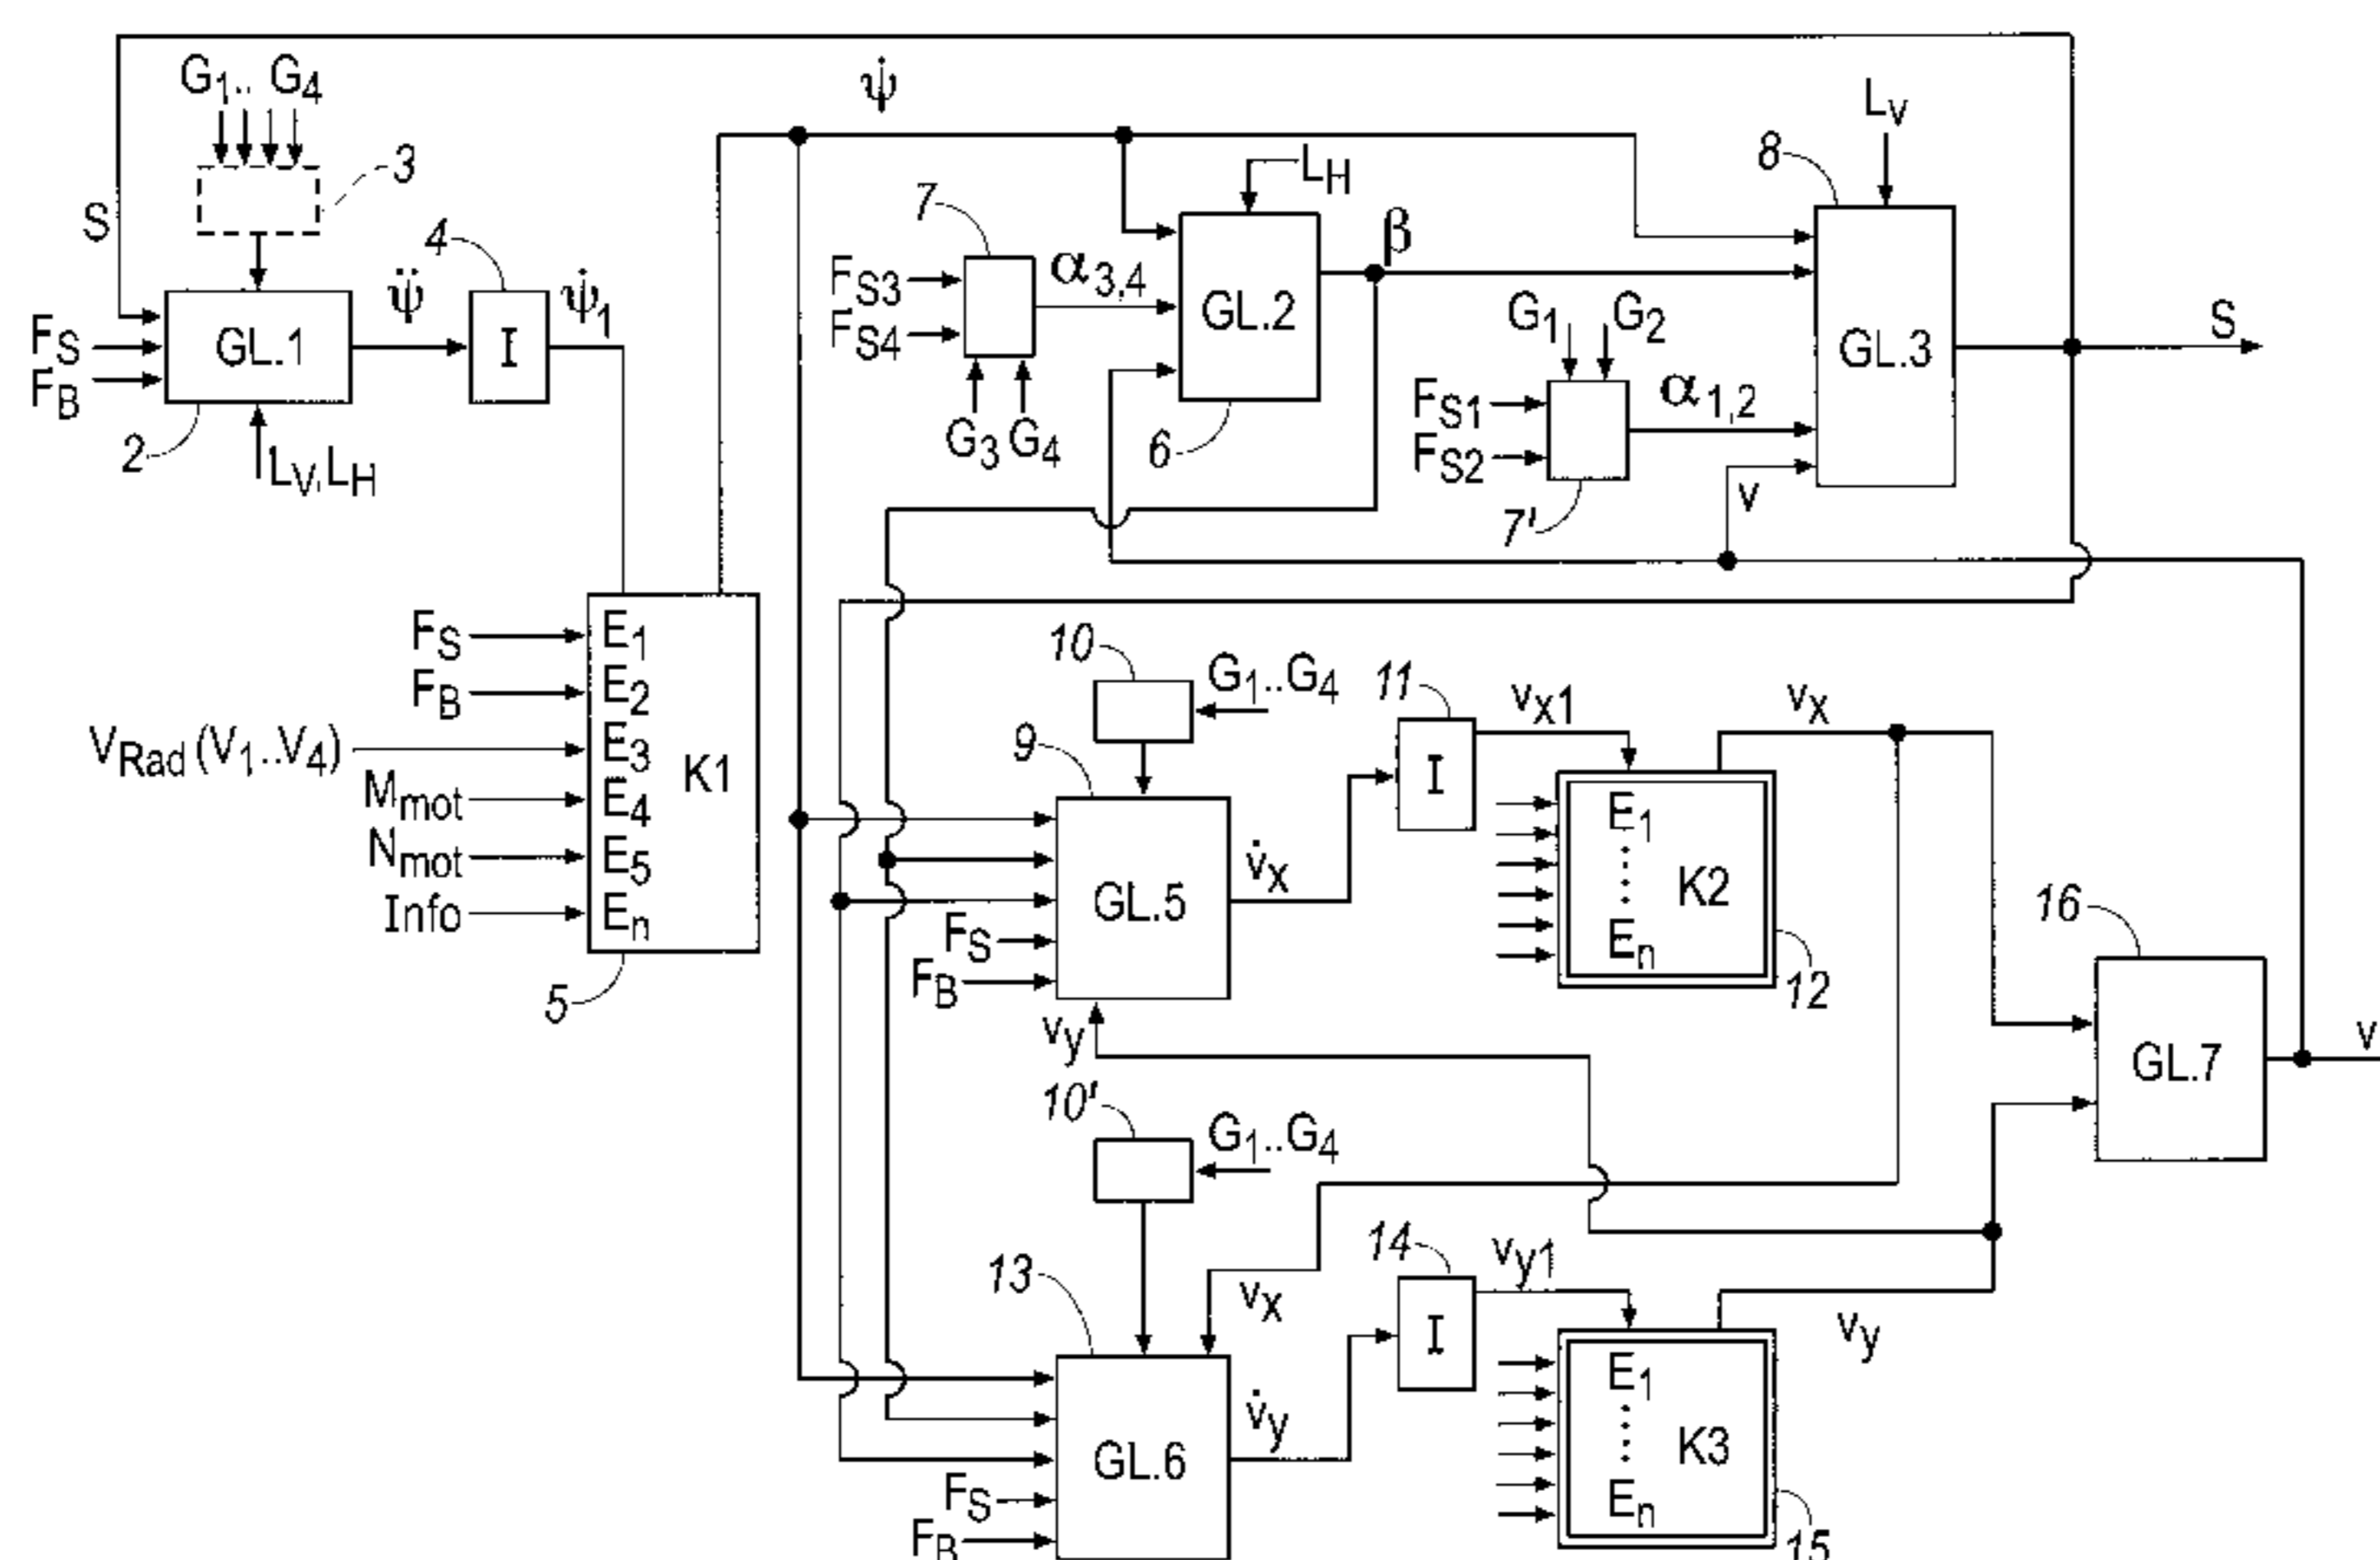 G1.. G4
ψ̇
LV
3
8
LH
S
7
4
β
FS3
α3,4
ψ̈
ψ̇1
GL.2
G1 G2
S
FS
GL.1
I
FS4
GL.3
FB
FS1
α1,2
2
G3 G4
6
FS2
LV,LH
v
7'
FS
E1
10
FB
E2
G1..G4
11
vX1
vX
VRad (V1..V4)
E3
9
K1
I
Mmot
E4
E1
Nmot
E5
v̇X
K2
GL.5
Info
En
FS
En
16
FB
12
5
vy
GL.7
v
10'
G1..G4
14
vy1
13
vX
vy
I
E1
v̇y
K3
GL.6
FS
En
FB
15